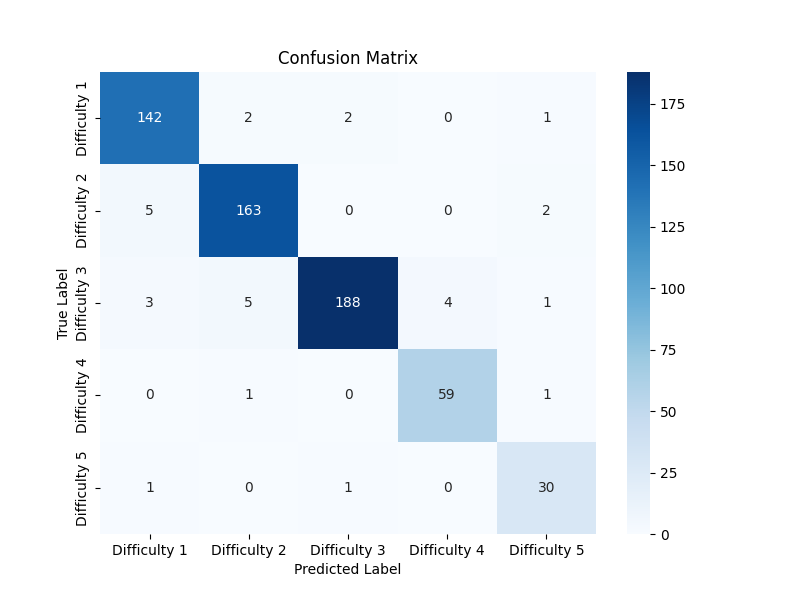 Confusion Matrix
True Label
Difficulty 1
142 2 2 0 1
Difficulty 2
5 163 0 0 2
Difficulty 3
3 5 188 4 1
Difficulty 4
0 1 0 59 1
Difficulty 5
1 0 1 0 30
Difficulty 1 Difficulty 2 Difficulty 3 Difficulty 4 Difficulty 5
Predicted Label
175
150
125
100
75
50
25
0